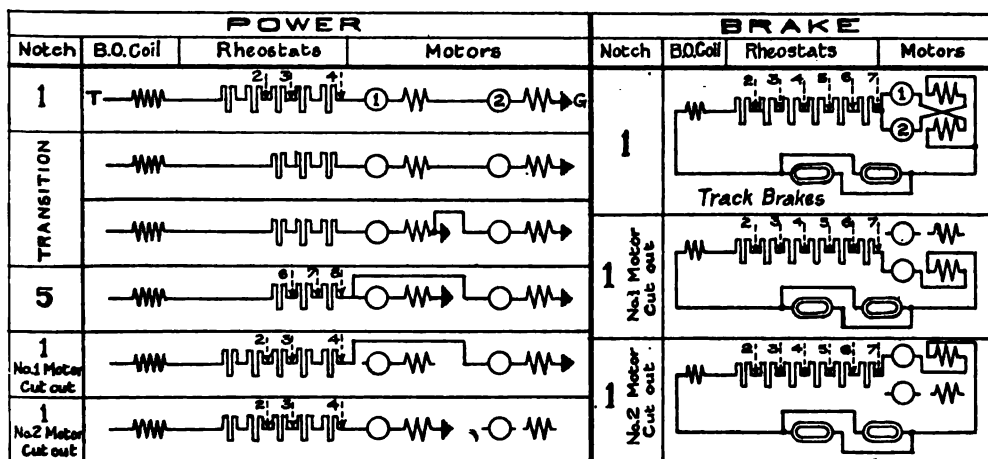 POWER
BRAKE
Notch B.O.Coil Rheostats Motors
Notch B.O.Coil Rheostats Motors
1 T 2 3 4 1 2 G
TRANSITION
5 6 7 8
1 2 3 4
No.1 Motor
Cut out
1 2 3 4
No.2 Motor
Cut out
1 2 3 4 5 6 7 1
2
Track Brakes
1 No.1 Motor Cut out 2 3 4 5 6 7
1 No.2 Motor Cut out 2 3 4 5 6 7